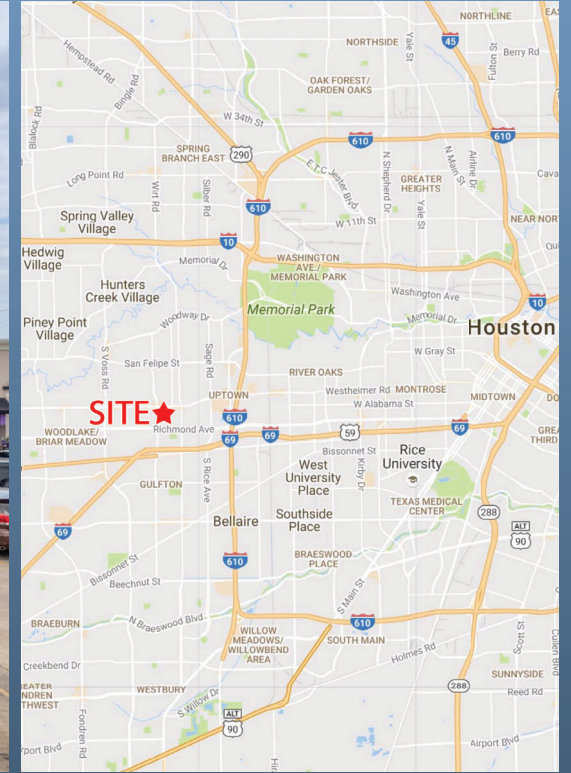 NORTHLINE
45
NORTHSIDE
Yale St
Fulton St
Berry Rd
Hempstead Rd
Bingle Rd
OAK FOREST/
GARDEN OAKS
Blalock Rd
W 34th St
610
610
SPRING
BRANCH EAST
290
E T C Jester Blvd
N Shepherd Dr
N Main St
Airline Dr
Long Point Rd
Wirt Rd
Silber Rd
GREATER
HEIGHTS
Yale St
610
Spring Valley
Village
W 11th St
10
Hedwig
Village
Memorial Dr
WASHINGTON
AVE./
MEMORIAL PARK
Hunters
Creek Village
Washington Ave
10
Memorial Park
Piney Point
Village
Woodway Dr
Memorial Dr
Houston
S Voss Rd
San Felipe St
Sage Rd
W Gray St
RIVER OAKS
UPTOWN
Westheimer Rd
MONTROSE
MIDTOWN
W Alabama St
SITE
610
Richmond Ave
WOODLAKE/
BRIAR MEADOW
69
69
59
69
Bissonnet St
S Rice Ave
West
University
Place
Kirby Dr
Rice
University
GULFTON
TEXAS MEDICAL
CENTER
288
Bellaire
Southside
Place
ALT
90
69
BRAESWOOD
PLACE
610
Bissonnet St
Beechnut St
S Main St
BRAEBURN
N Braeswood Blvd
610
WILLOW
MEADOWS/
WILLOWBEND
AREA
SOUTH MAIN
Holmes Rd
Scott St
Cullen Blvd
Creekbend Dr
SUNNYSIDE
WESTBURY
288
Reed Rd
S Willow Dr
Fondren Rd
ALT
90
Airport Blvd